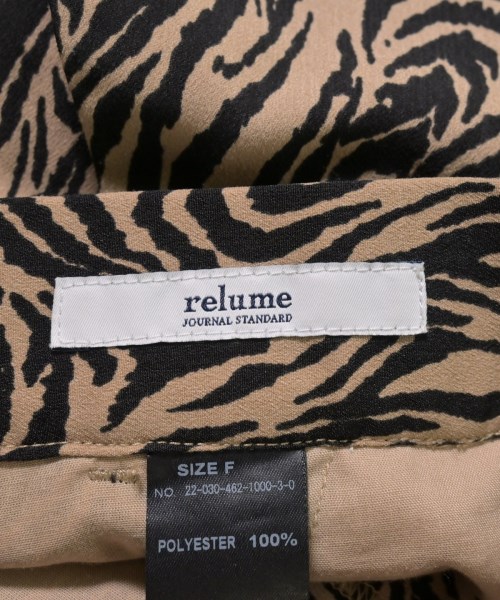 relume
JOURNAL STANDARD
SIZE F
NO. 22-030-462-1000-3-0
POLYESTER 100%